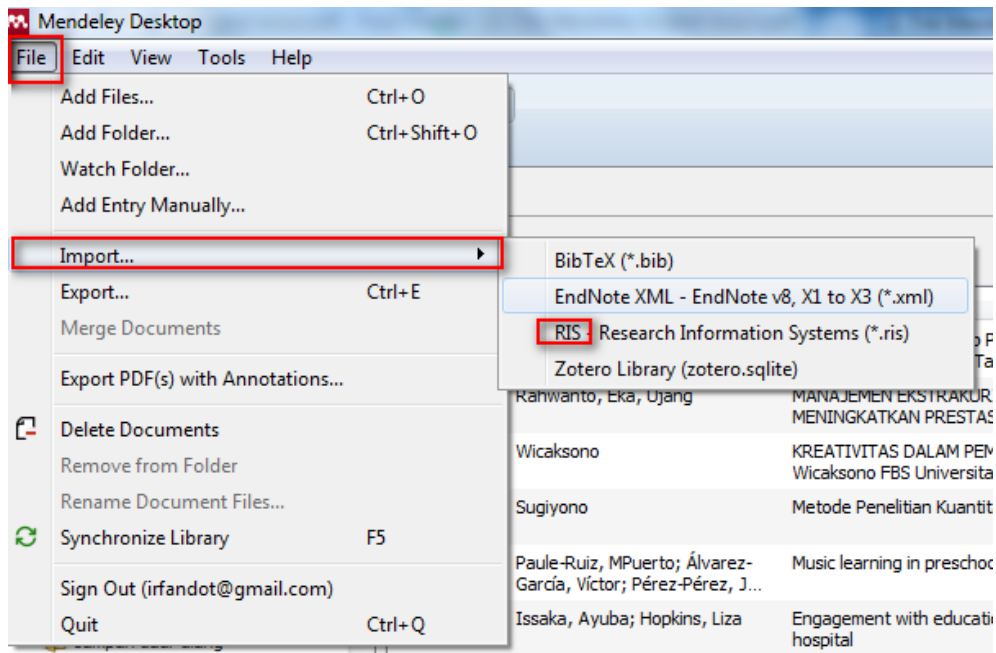 Mendeley Desktop
File Edit View Tools Help
Add Files... Ctrl+O
Add Folder... Ctrl+Shift+O
Watch Folder...
Add Entry Manually...
Import...
Export... Ctrl+E
Merge Documents
Export PDF(s) with Annotations...
Delete Documents
Remove from Folder
Rename Document Files...
Synchronize Library F5
Sign Out (irfandot@gmail.com)
Quit Ctrl+Q
BibTeX (*.bib)
EndNote XML - EndNote v8, X1 to X3 (*.xml)
RIS - Research Information Systems (*.ris)
Zotero Library (zotero.sqlite)
Rahwanto, Eka, Ujang
MANAJEMEN EKSTRAKUR
MENINGKATKAN PRESTAS
Wicaksono
KREATIVITAS DALAM PEM
Wicaksono FBS Universita
Sugiyono
Metode Penelitian Kuantit
Paule-Ruiz, MPuerto; Álvarez-
García, Víctor; Pérez-Pérez, J...
Music learning in preschoo
Issaka, Ayuba; Hopkins, Liza
Engagement with educati
hospital